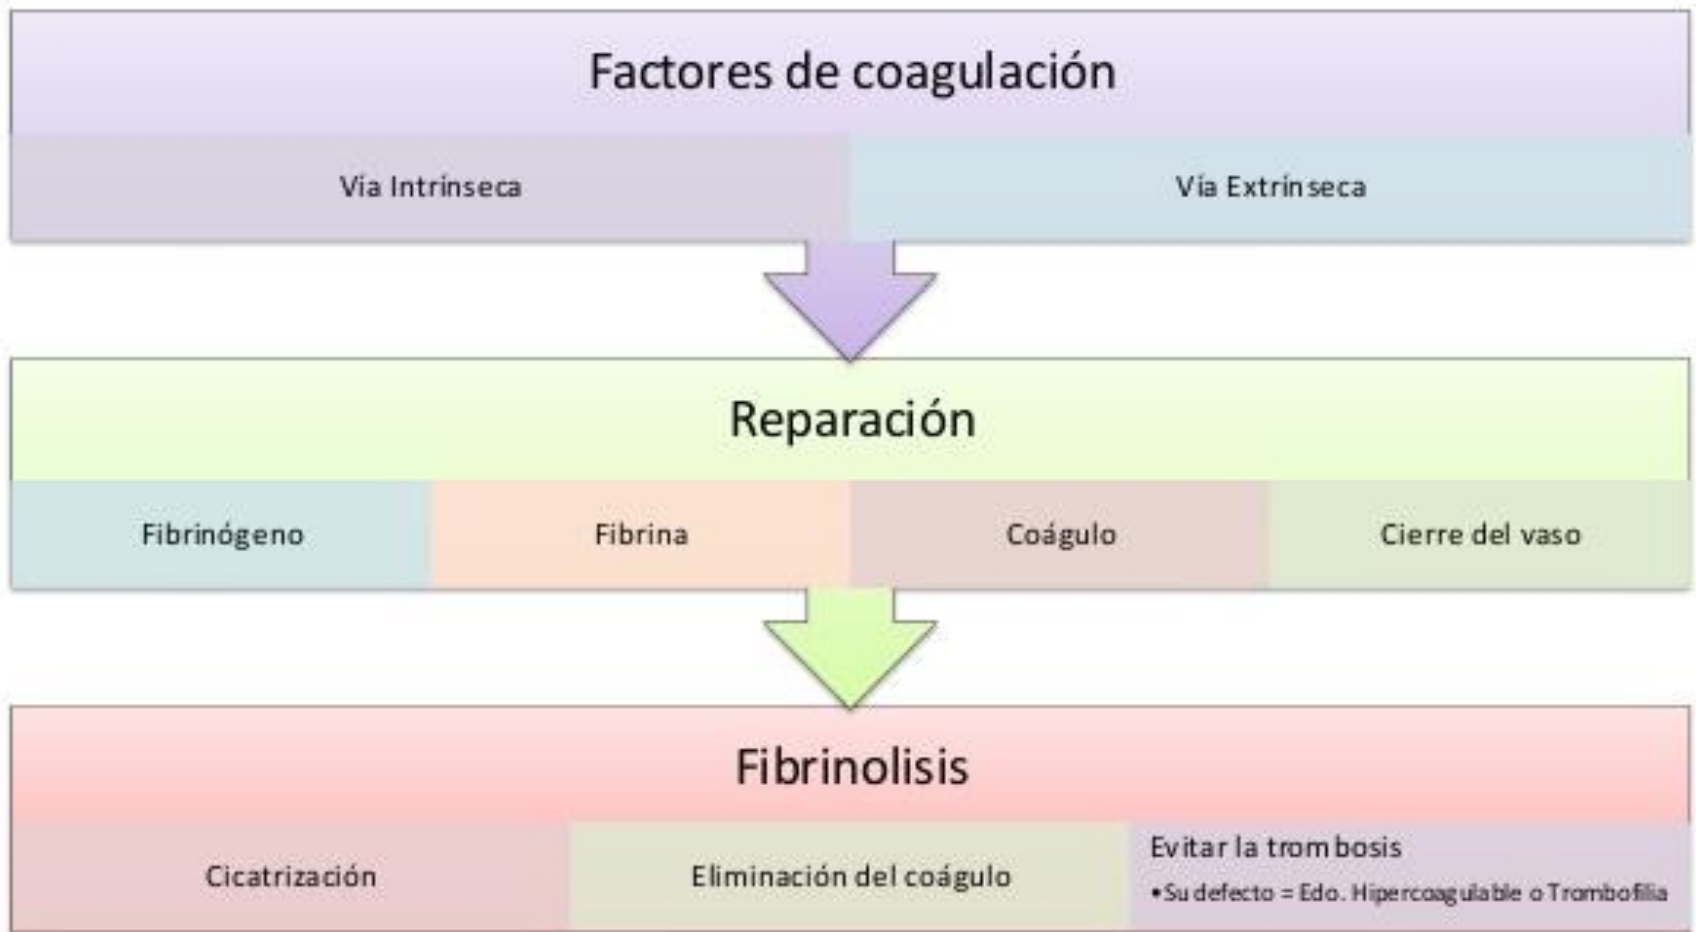 Factores de coagulación
Vía Intrínseca
Vía Extrínseca
Reparación
Fibrinógeno
Fibrina
Coágulo
Cierre del vaso
Fibrinolisis
Cicatrización
Eliminación del coágulo
Evitar la trombosis
•Su defecto = Edo. Hipercoagulable o Trombofilia